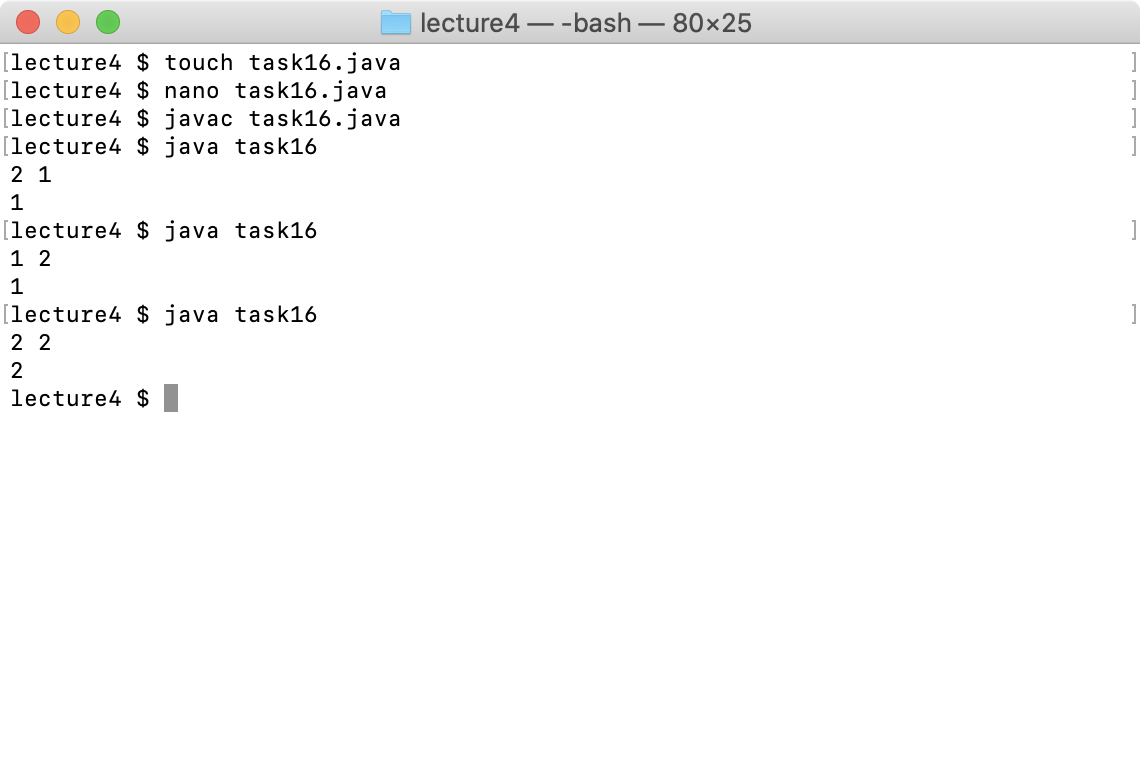 lecture4 — -bash — 80×25
[lecture4 $ touch task16.java ]
[lecture4 $ nano task16.java ]
[lecture4 $ javac task16.java ]
[lecture4 $ java task16 ]
2 1
1
[lecture4 $ java task16 ]
1 2
1
[lecture4 $ java task16 ]
2 2
2
lecture4 $